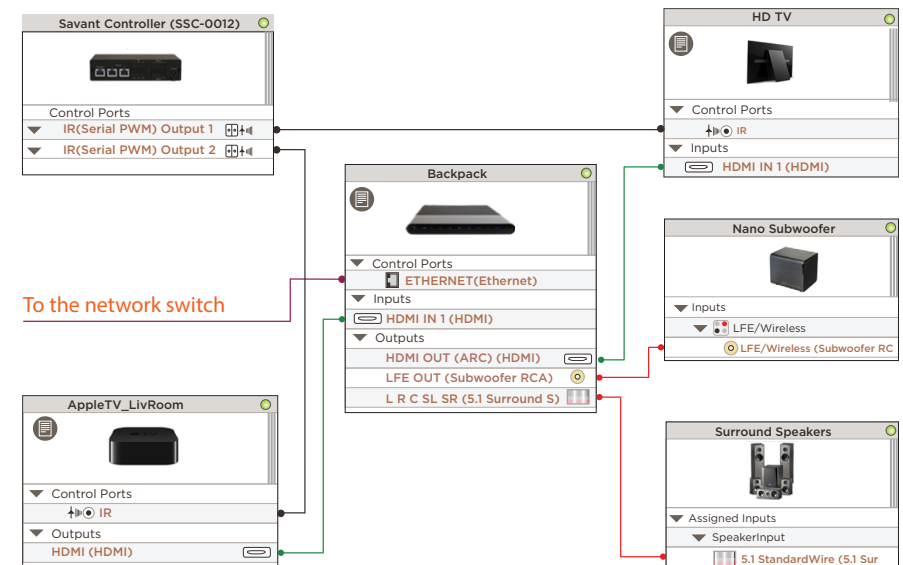 Savant Controller (SSC-0012)
Control Ports
IR(Serial PWM) Output 1
IR(Serial PWM) Output 2
HD TV
Control Ports
IR
Inputs
HDMI IN 1 (HDMI)
Backpack
Control Ports
ETHERNET(Ethernet)
Inputs
HDMI IN 1 (HDMI)
Outputs
HDMI OUT (ARC) (HDMI)
LFE OUT (Subwoofer RCA)
L R C SL SR (5.1 Surround S)
Nano Subwoofer
Inputs
LFE/Wireless
LFE/Wireless (Subwoofer RC
To the network switch
AppleTV_LivRoom
Control Ports
IR
Outputs
HDMI (HDMI)
Surround Speakers
Assigned Inputs
SpeakerInput
5.1 StandardWire (5.1 Sur